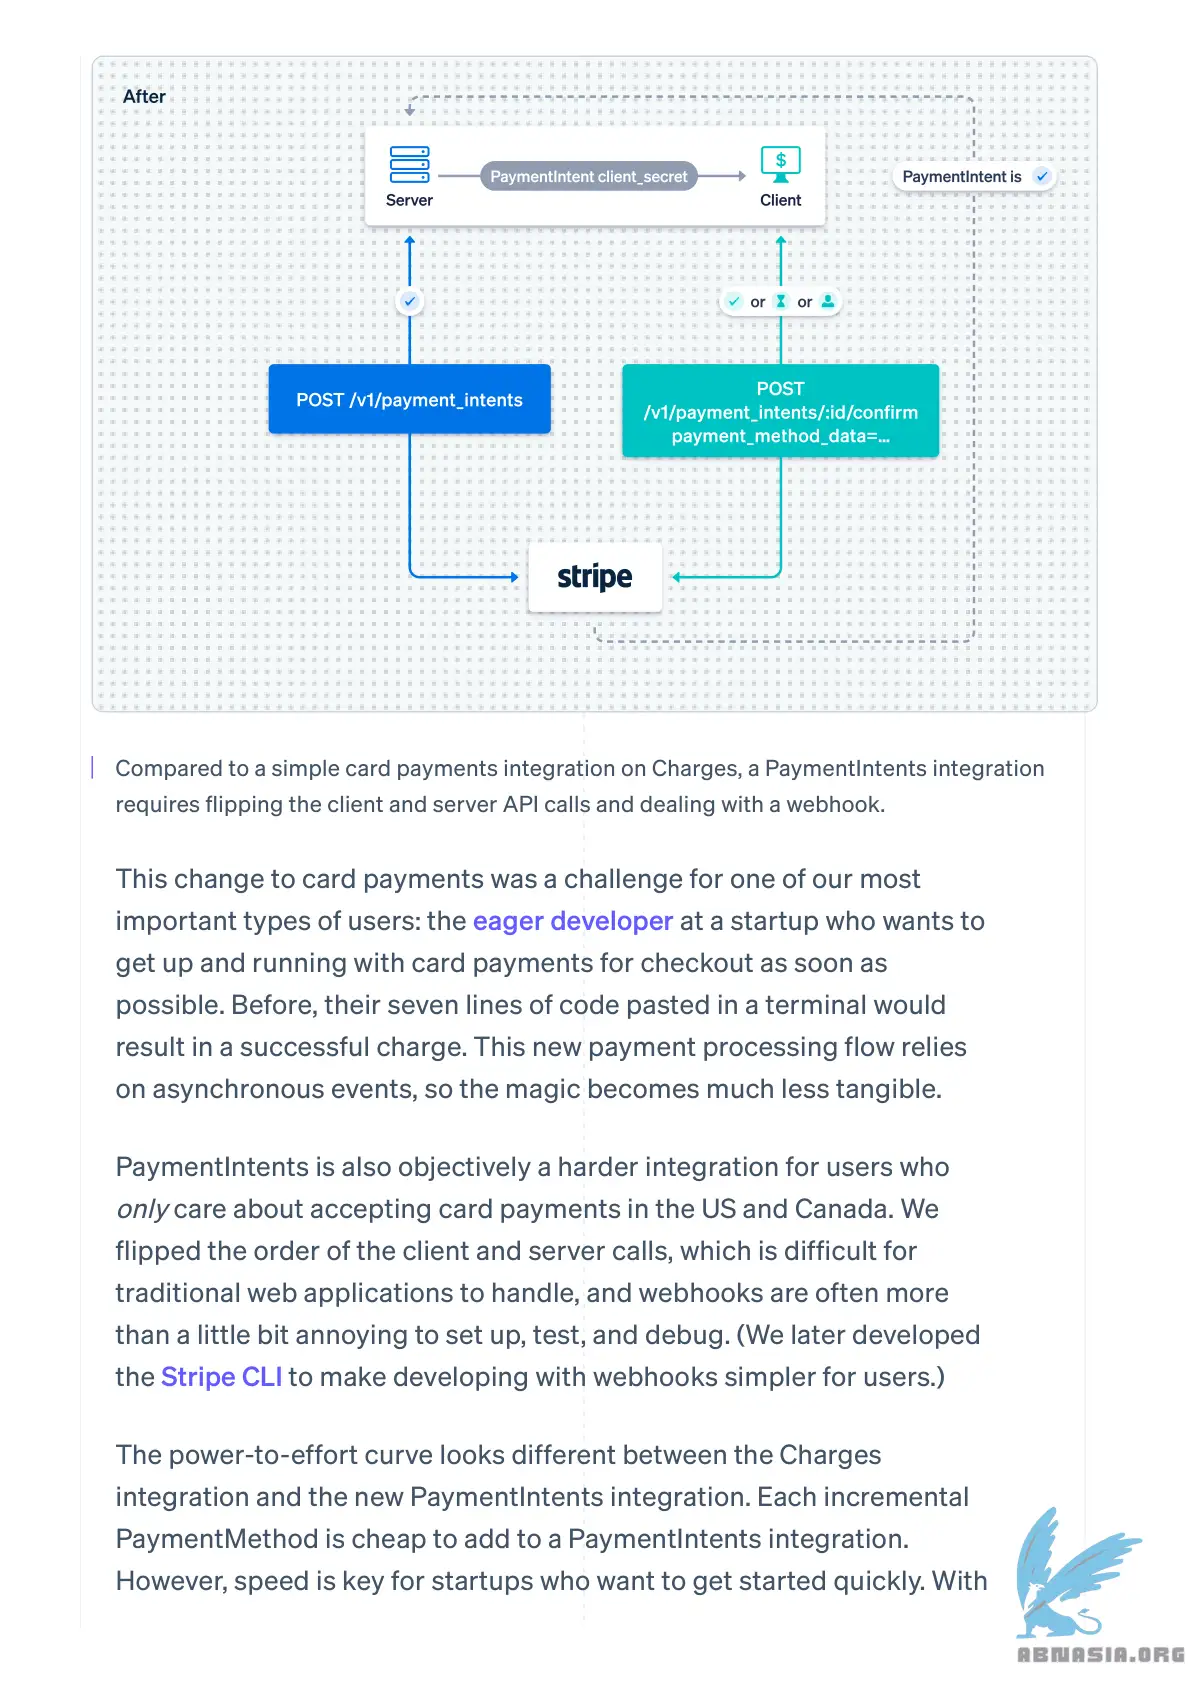 After
PaymentIntent client_secret
Server
Client
PaymentIntent is
or
or
POST /v1/payment_intents
POST
/v1/payment_intents/:id/confirm
payment_method_data=...
stripe
Compared to a simple card payments integration on Charges, a PaymentIntents integration
requires flipping the client and server API calls and dealing with a webhook.
This change to card payments was a challenge for one of our most
important types of users: the eager developer at a startup who wants to
get up and running with card payments for checkout as soon as
possible. Before, their seven lines of code pasted in a terminal would
result in a successful charge. This new payment processing flow relies
on asynchronous events, so the magic becomes much less tangible.
PaymentIntents is also objectively a harder integration for users who
only care about accepting card payments in the US and Canada. We
flipped the order of the client and server calls, which is difficult for
traditional web applications to handle, and webhooks are often more
than a little bit annoying to set up, test, and debug. (We later developed
the Stripe CLI to make developing with webhooks simpler for users.)
The power-to-effort curve looks different between the Charges
integration and the new PaymentIntents integration. Each incremental
PaymentMethod is cheap to add to a PaymentIntents integration.
However, speed is key for startups who want to get started quickly. With
ABNASIA.ORG